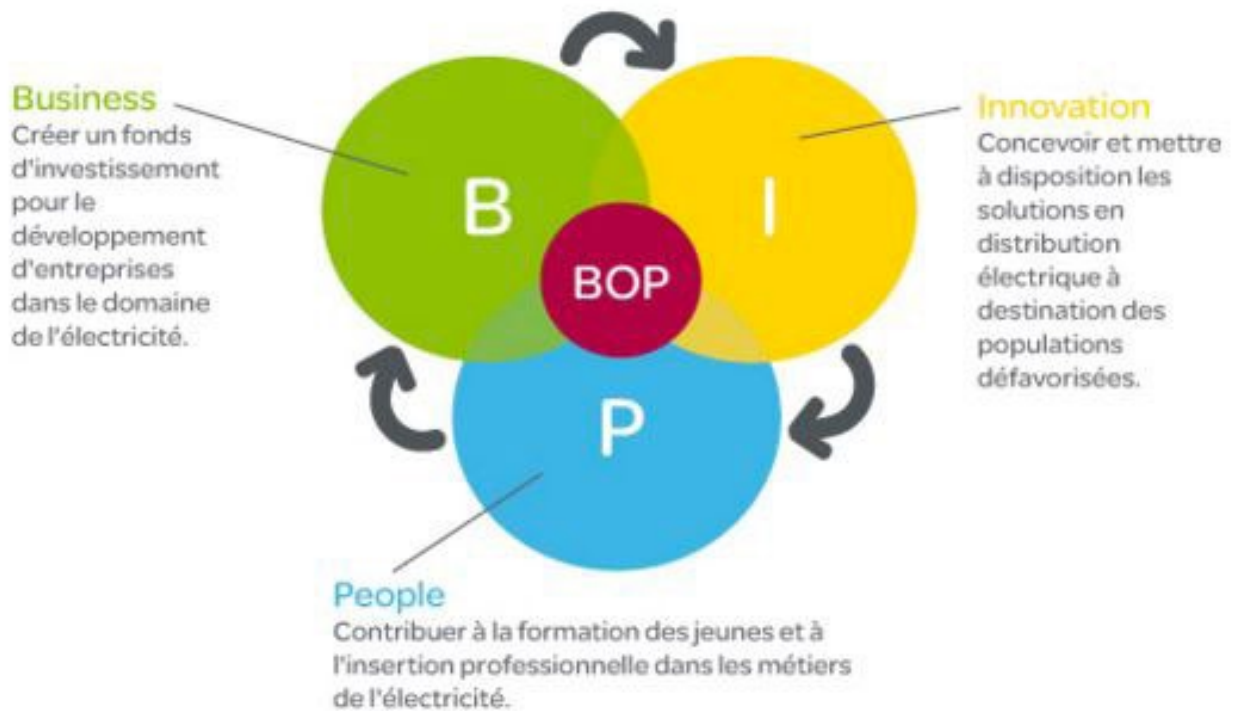 Business
Créer un fonds
d'investissement
pour le
développement
d'entreprises
dans le domaine
de l'électricité.
B
I
BOP
P
Innovation
Concevoir et mettre
à disposition les
solutions en
distribution
électrique à
destination des
populations
défavorisées.
People
Contribuer à la formation des jeunes et à
l'insertion professionnelle dans les métiers
de l'électricité.